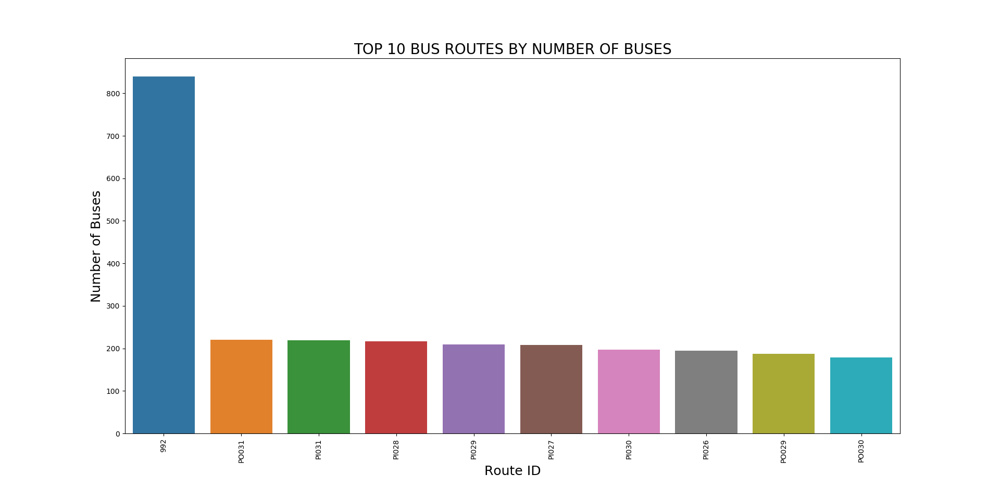 TOP 10 BUS ROUTES BY NUMBER OF BUSES
Number of Buses
800
700
600
500
400
300
200
100
0
992
PO031
PI031
PI028
PI029
PI027
PI030
PI026
PO029
PO030
Route ID